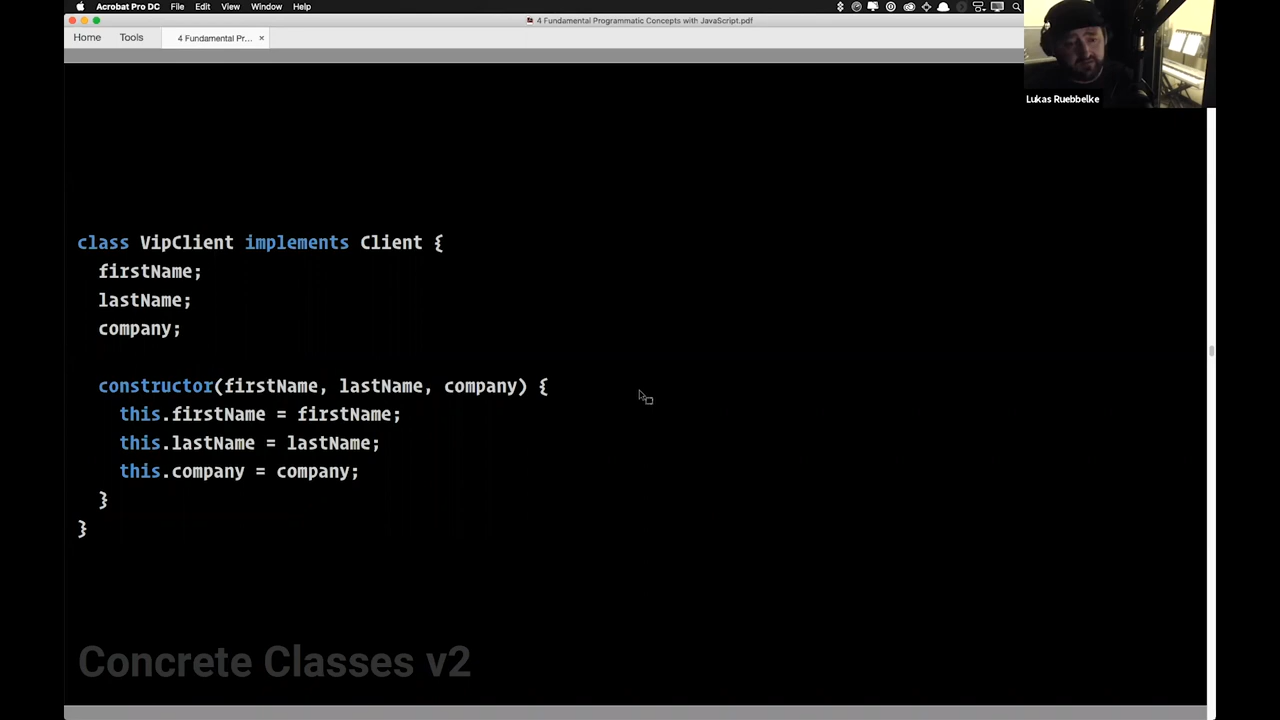 Acrobat Pro DC File Edit View Window Help
4 Fundamental Programmatic Concepts with JavaScript.pdf
Home Tools 4 Fundamental Pr... ×
Lukas Ruebbelke
class VipClient implements Client {
firstName;
lastName;
company;
constructor(firstName, lastName, company) {
this.firstName = firstName;
this.lastName = lastName;
this.company = company;
}
}
Concrete Classes v2